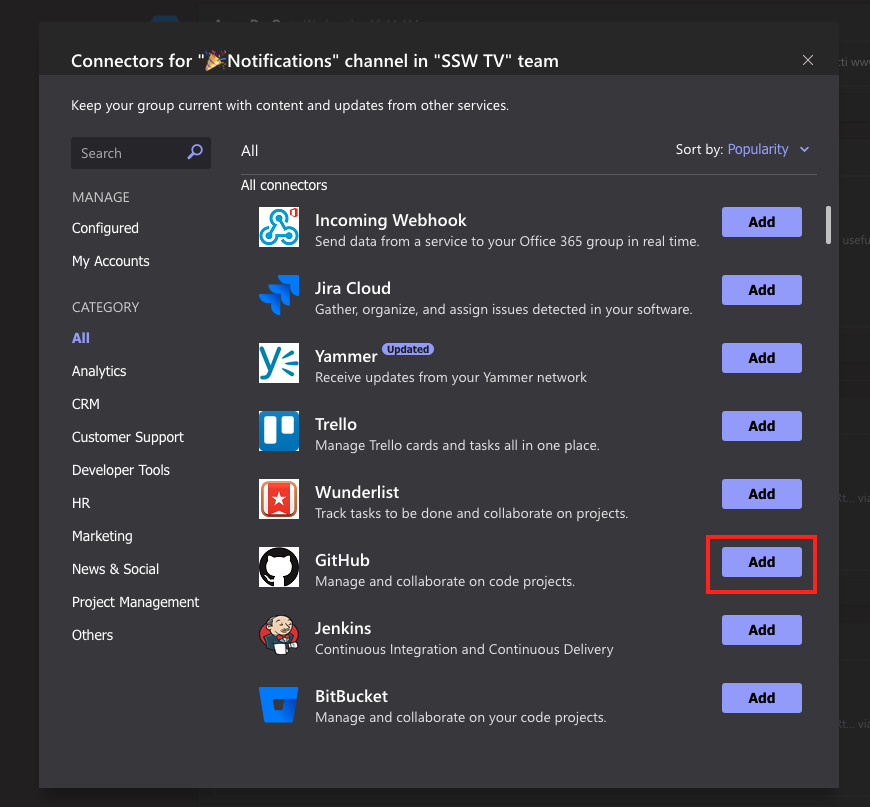 Connectors for "🎉Notifications" channel in "SSW TV" team
Keep your group current with content and updates from other services.
Search
All
Sort by: Popularity
MANAGE
Configured
My Accounts
CATEGORY
All
Analytics
CRM
Customer Support
Developer Tools
HR
Marketing
News & Social
Project Management
Others
All connectors
Incoming Webhook
Send data from a service to your Office 365 group in real time.
Add
Jira Cloud
Gather, organize, and assign issues detected in your software.
Add
Yammer Updated
Receive updates from your Yammer network
Add
Trello
Manage Trello cards and tasks all in one place.
Add
Wunderlist
Track tasks to be done and collaborate on projects.
Add
GitHub
Manage and collaborate on code projects.
Add
Jenkins
Continuous Integration and Continuous Delivery
Add
BitBucket
Manage and collaborate on your code projects.
Add